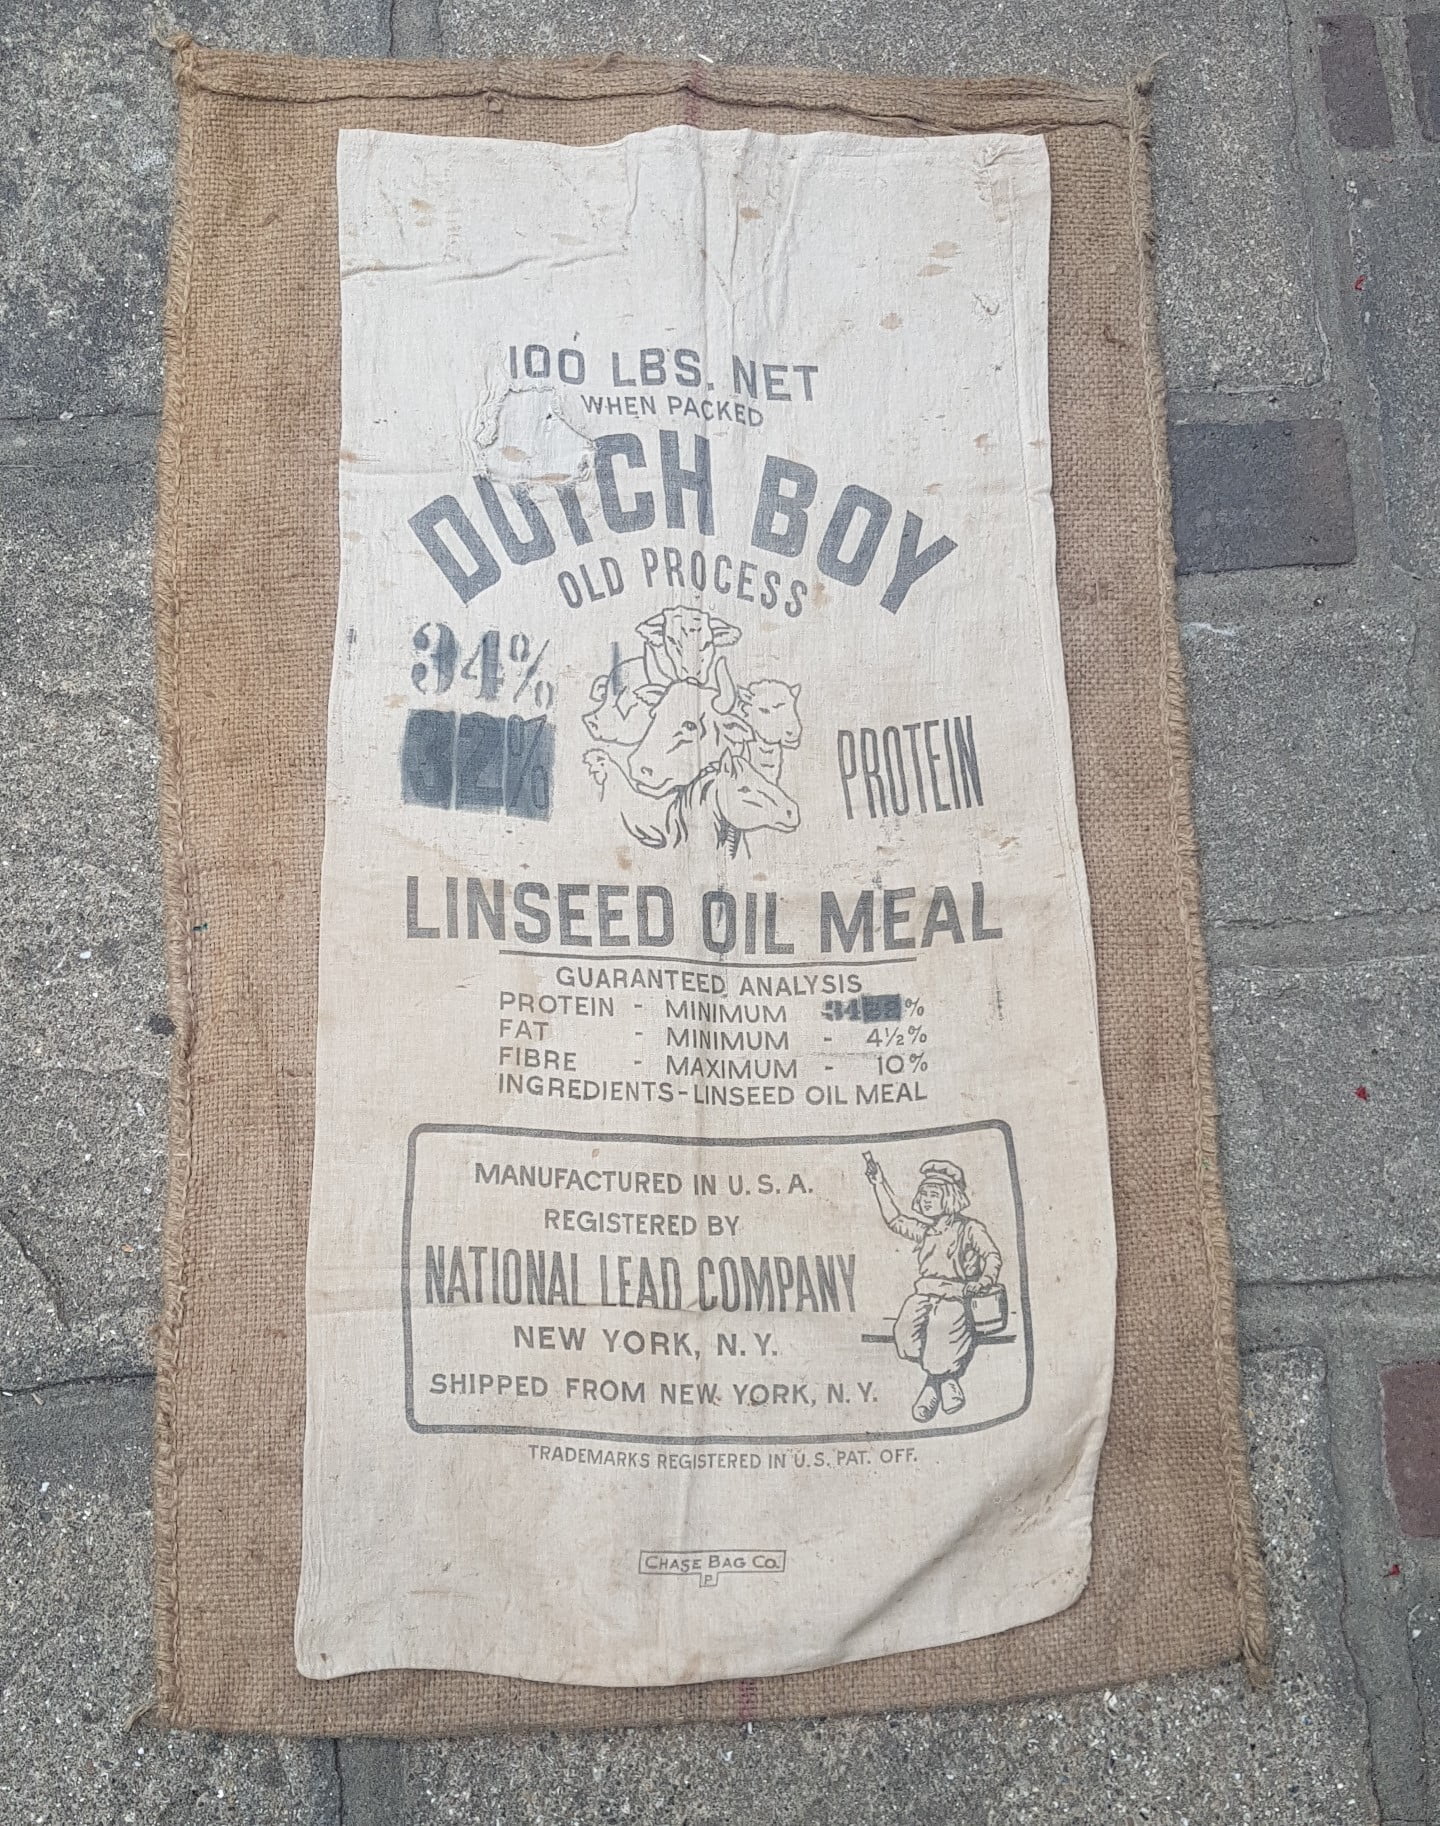 100 LBS. NET
WHEN PACKED
DUTCH BOY
OLD PROCESS
34%
32% PROTEIN
LINSEED OIL MEAL
GUARANTEED ANALYSIS
PROTEIN - MINIMUM 34 32 %
FAT - MINIMUM - 4½%
FIBRE - MAXIMUM - 10%
INGREDIENTS-LINSEED OIL MEAL
MANUFACTURED IN U.S.A.
REGISTERED BY
NATIONAL LEAD COMPANY
NEW YORK, N.Y.
SHIPPED FROM NEW YORK, N.Y.
TRADEMARKS REGISTERED IN U.S. PAT. OFF.
CHASE BAG CO.
P